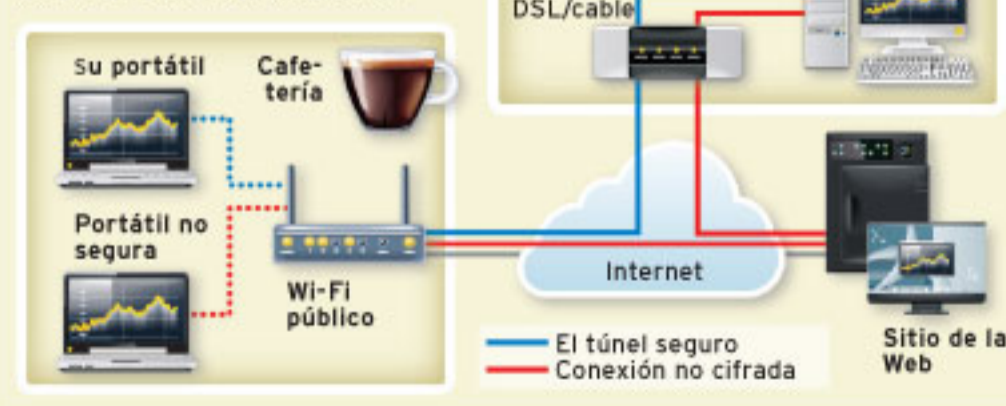 DSL/cable
Su portátil
Cafe-
tería
Portátil no
segura
Wi-Fi
público
Internet
El túnel seguro
Conexión no cifrada
Sitio de la
Web